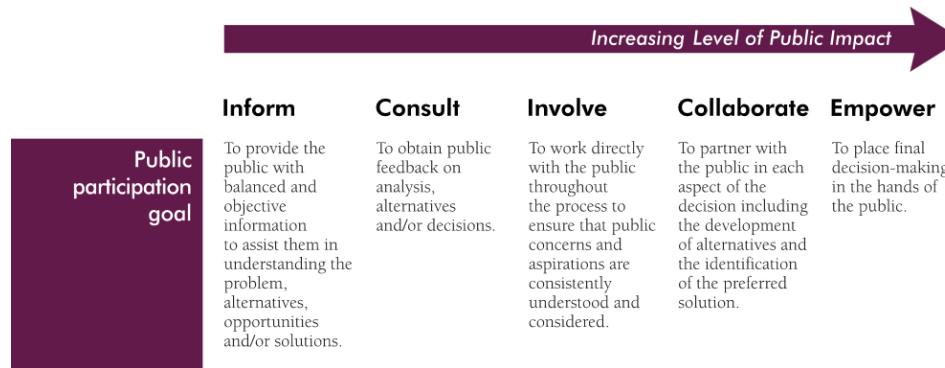 Increasing Level of Public Impact
Inform
Consult
Involve
Collaborate
Empower
Public
participation
goal
To provide the
public with
balanced and
objective
information
to assist them in
understanding the
problem,
alternatives,
opportunities
and/or solutions.
To obtain public
feedback on
analysis,
alternatives
and/or decisions.
To work directly
with the public
throughout
the process to
ensure that public
concerns and
aspirations are
consistently
understood and
considered.
To partner with
the public in each
aspect of the
decision including
the development
of alternatives and
the identification
of the preferred
solution.
To place final
decision-making
in the hands of
the public.